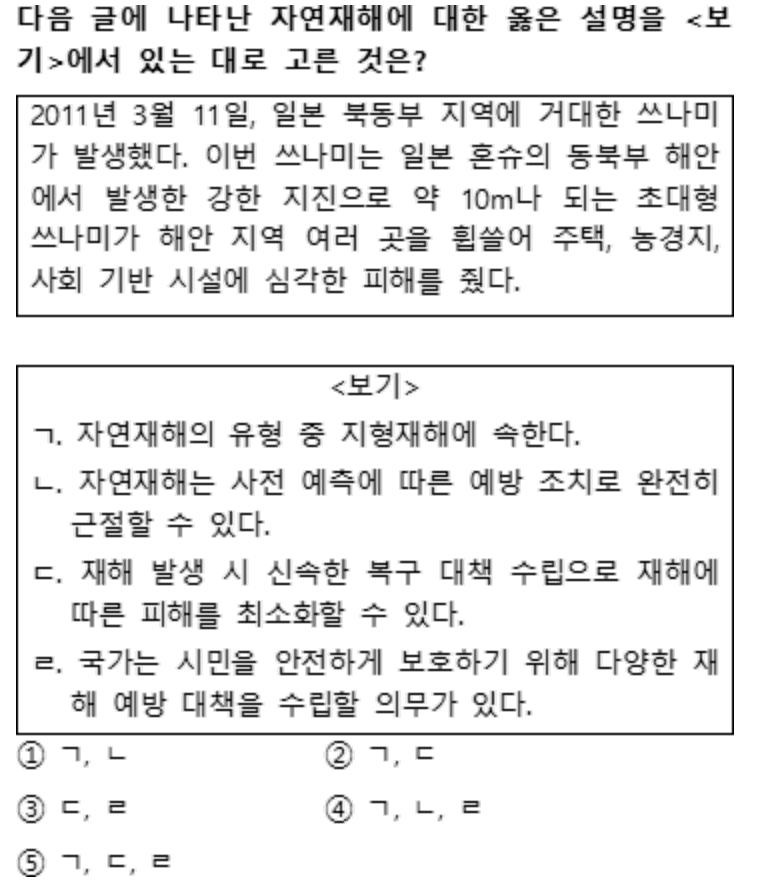 다음 글에 나타난 자연재해에 대한 옳은 설명을 <보
기>에서 있는 대로 고른 것은?
2011년 3월 11일, 일본 북동부 지역에 거대한 쓰나미
가 발생했다. 이번 쓰나미는 일본 혼슈의 동북부 해안
에서 발생한 강한 지진으로 약 10m나 되는 초대형
쓰나미가 해안 지역 여러 곳을 휩쓸어 주택, 농경지,
사회 기반 시설에 심각한 피해를 줬다.
<보기>
ㄱ. 자연재해의 유형 중 지형재해에 속한다.
ㄴ. 자연재해는 사전 예측에 따른 예방 조치로 완전히
근절할 수 있다.
ㄷ. 재해 발생 시 신속한 복구 대책 수립으로 재해에
따른 피해를 최소화할 수 있다.
ㄹ. 국가는 시민을 안전하게 보호하기 위해 다양한 재
해 예방 대책을 수립할 의무가 있다.
① ㄱ, ㄴ ② ㄱ, ㄷ
③ ㄷ, ㄹ ④ ㄱ, ㄴ, ㄹ
⑤ ㄱ, ㄷ, ㄹ